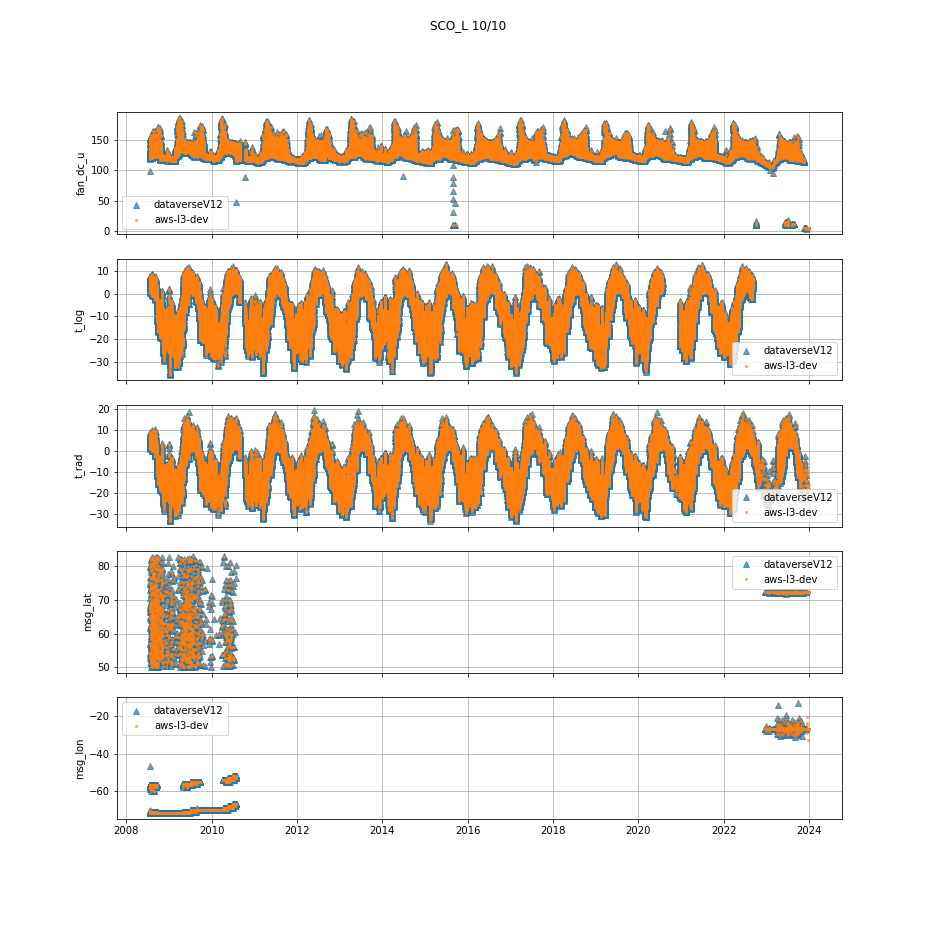 SCO_L 10/10
fan_dc_u
150
100
50
0
dataverseV12
aws-l3-dev
t_log
10
0
−10
−20
−30
dataverseV12
aws-l3-dev
t_rad
20
10
0
−10
−20
−30
dataverseV12
aws-l3-dev
msg_lat
80
70
60
50
dataverseV12
aws-l3-dev
msg_lon
−20
−40
−60
dataverseV12
aws-l3-dev
2008 2010 2012 2014 2016 2018 2020 2022 2024